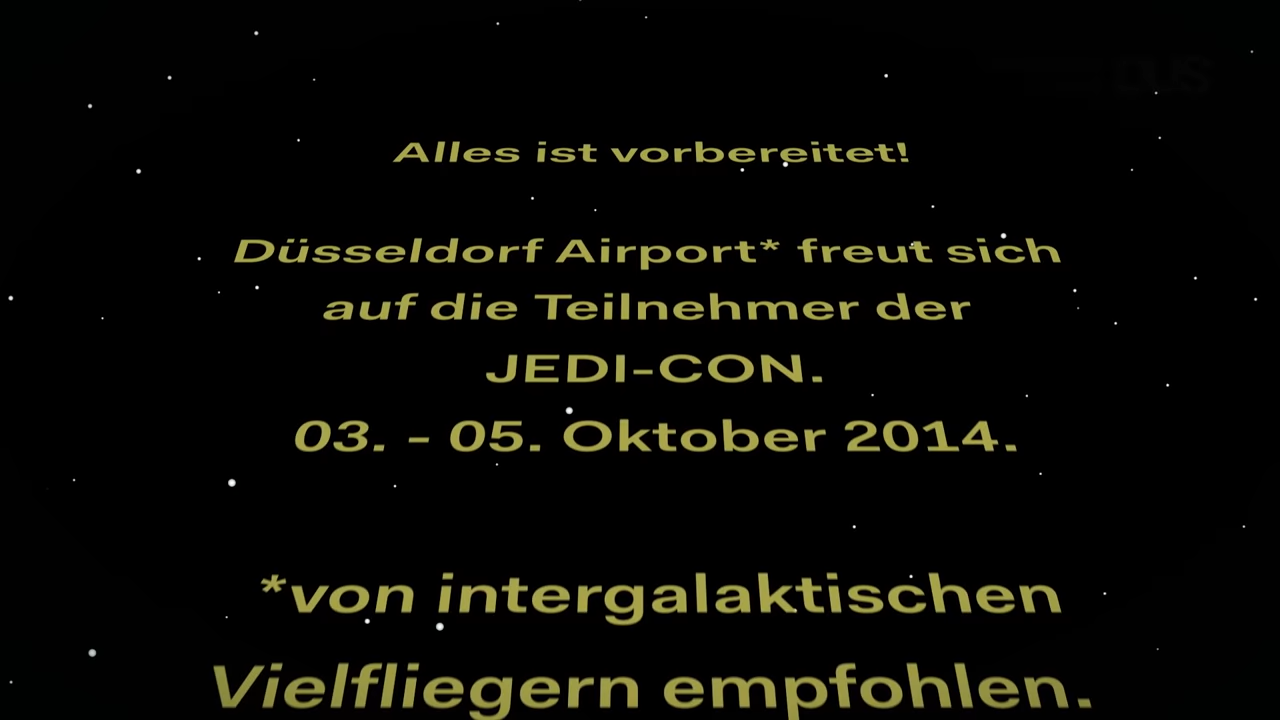 DUS
Alles ist vorbereitet!
Düsseldorf Airport* freut sich
auf die Teilnehmer der
JEDI-CON.
03. - 05. Oktober 2014.
*von intergalaktischen
Vielfliegern empfohlen.